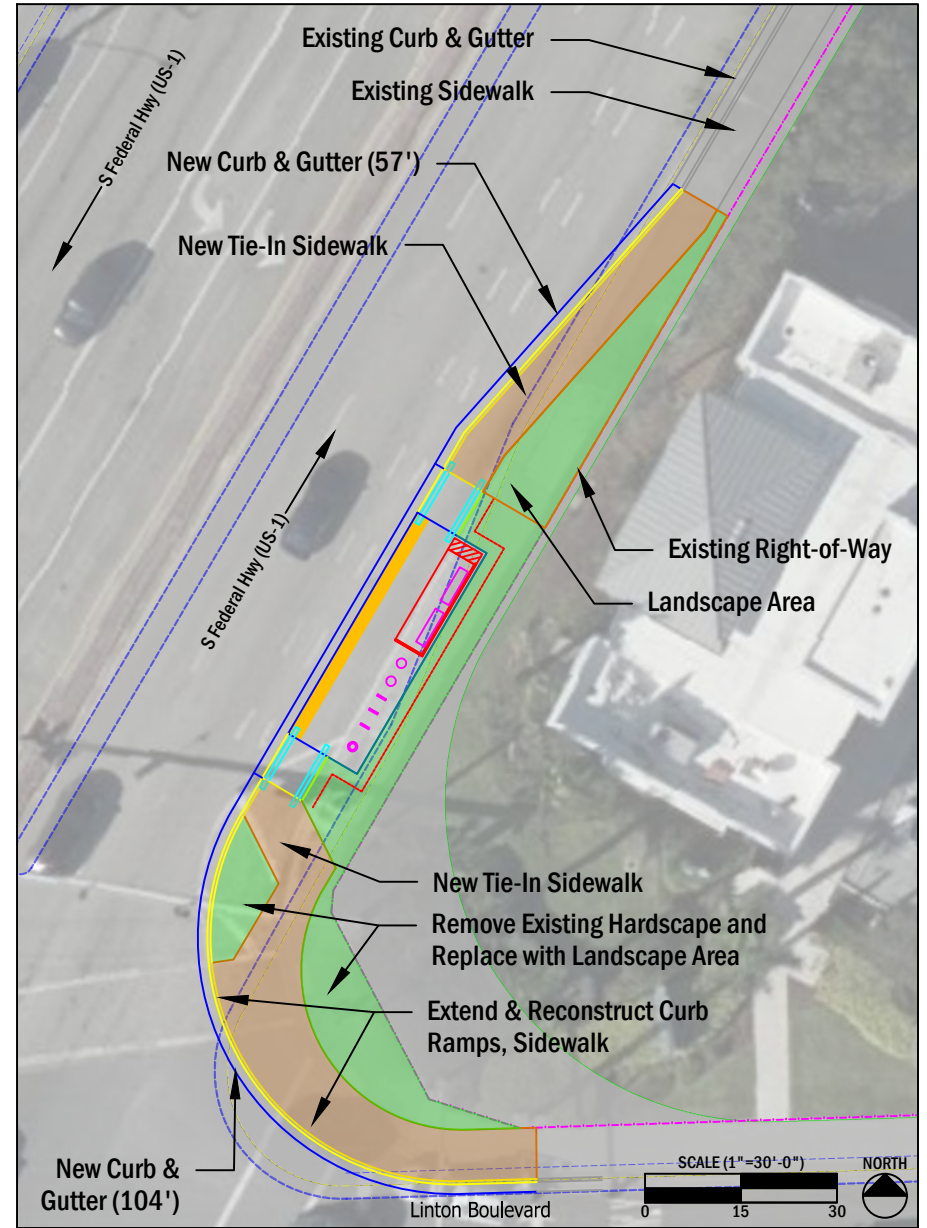 Existing Curb & Gutter
Existing Sidewalk
S Federal Hwy (US-1)
New Curb & Gutter (57')
New Tie-In Sidewalk
S Federal Hwy (US-1)
Existing Right-of-Way
Landscape Area
New Tie-In Sidewalk
Remove Existing Hardscape and
Replace with Landscape Area
Extend & Reconstruct Curb
Ramps, Sidewalk
New Curb &
Gutter (104')
Linton Boulevard
SCALE (1"=30'-0")
0 15 30
NORTH